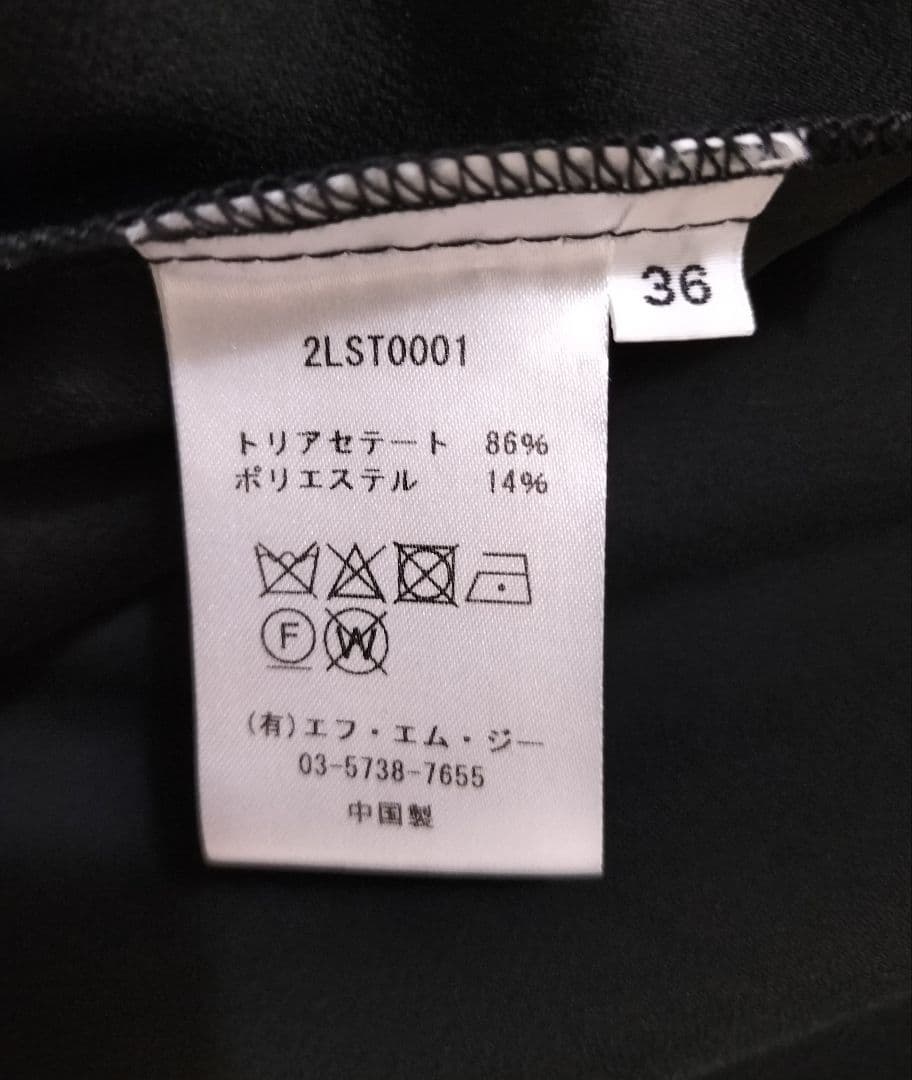 36
2LST0001
トリアセテート 86%
ポリエステル 14%
F W
(有)エフ・エム・ジー
03-5738-7655
中国製